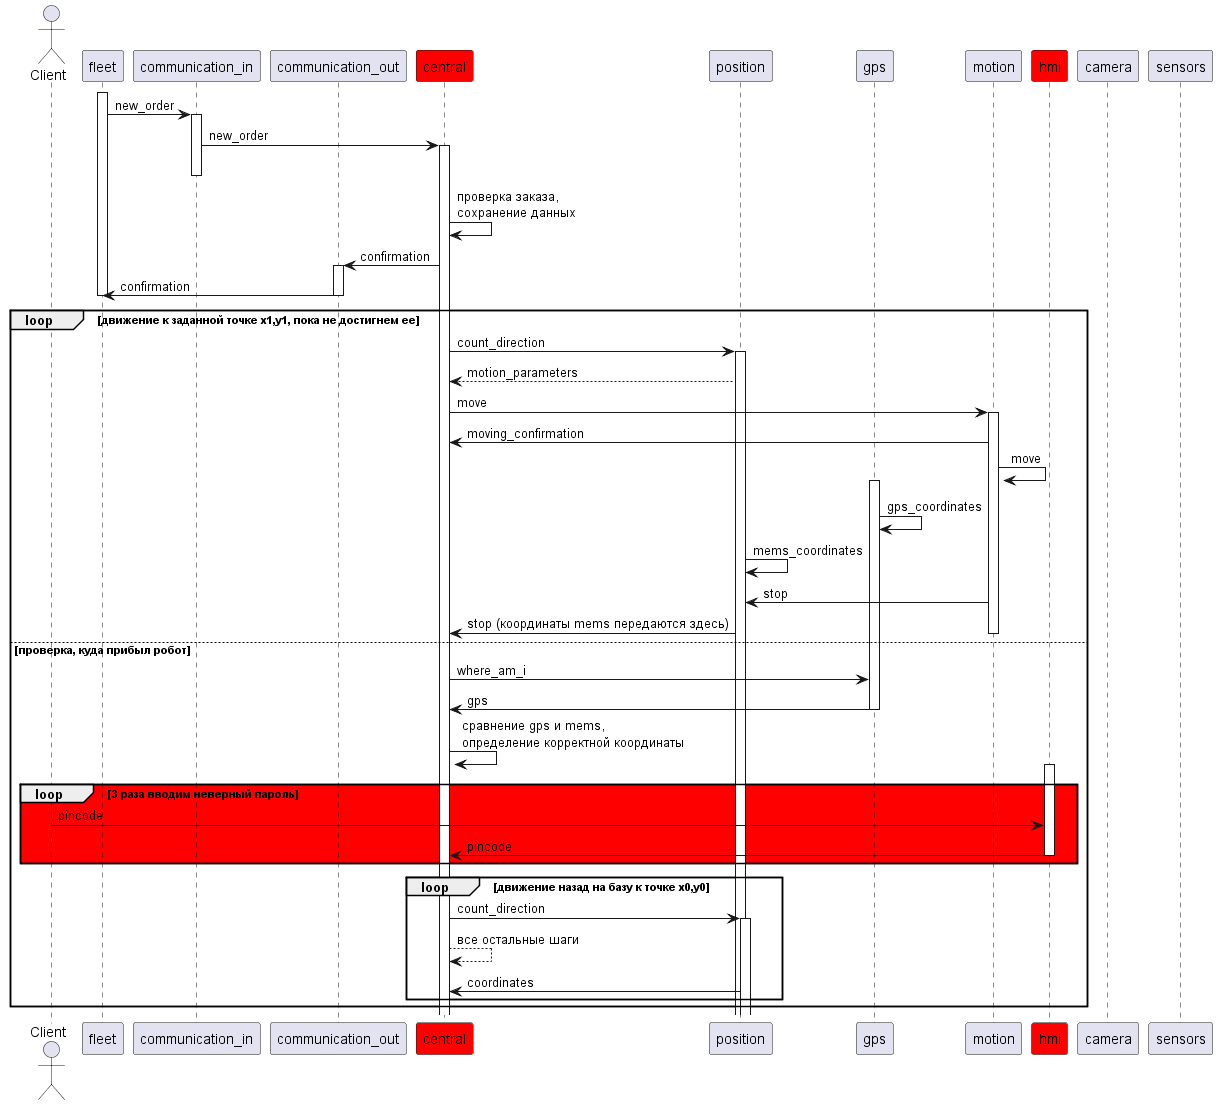 Client
fleet communication_in communication_out central position gps motion hmi camera sensors
new_order
new_order
проверка заказа,
сохранение данных
confirmation
confirmation
loop [движение к заданной точке x1,y1, пока не достигнем ее]
count_direction
motion_parameters
move
moving_confirmation
move
gps_coordinates
mems_coordinates
stop
stop (координаты mems передаются здесь)
[проверка, куда прибыл робот]
where_am_i
gps
сравнение gps и mems,
определение корректной координаты
loop [3 раза вводим неверный пароль]
pincode
pincode
loop [движение назад на базу к точке x0,y0]
count_direction
все остальные шаги
coordinates
Client
fleet communication_in communication_out central position gps motion hmi camera sensors